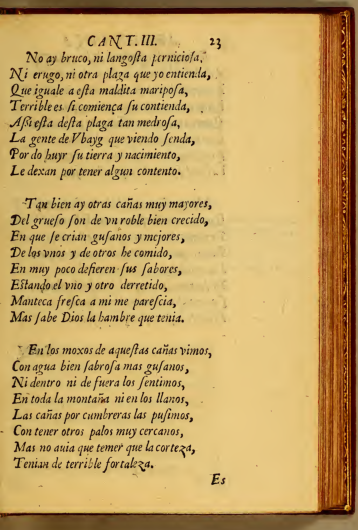 CANT. III. 23
No ay bruco, ni langosta perniciosa,
Ni erugo, ni otra plaza que yo entienda,
Que iguale a esta maldita mariposa,
Terrible es si comiença su contienda,
Assi esta desta plaga tan medrosa,
La gente de Vbayg que viendo senda,
Por do huyr su tierra y nacimiento,
Le dexan por tener algun contento.
Tan bien ay otras cañas muy mayores,
Del grueso son de vn roble bien crecido,
En que se crian gusanos y mejores,
De los vnos y de otros he comido,
En muy poco defieren sus sabores,
Estando el vno y otro derretido,
Manteca fresca a mi me parescia,
Mas sabe Dios la hambre que tenia.
En los moxos de aquestas cañas vimos,
Con agua bien sabrosa mas gusanos,
Ni dentro ni de fuera los sentimos,
En toda la montaña ni en los llanos,
Las cañas por cumbreras las pusimos,
Con tener otros palos muy cercanos,
Mas no auia que temer que la corteza,
Tenian de terrible fortaleza.
Es